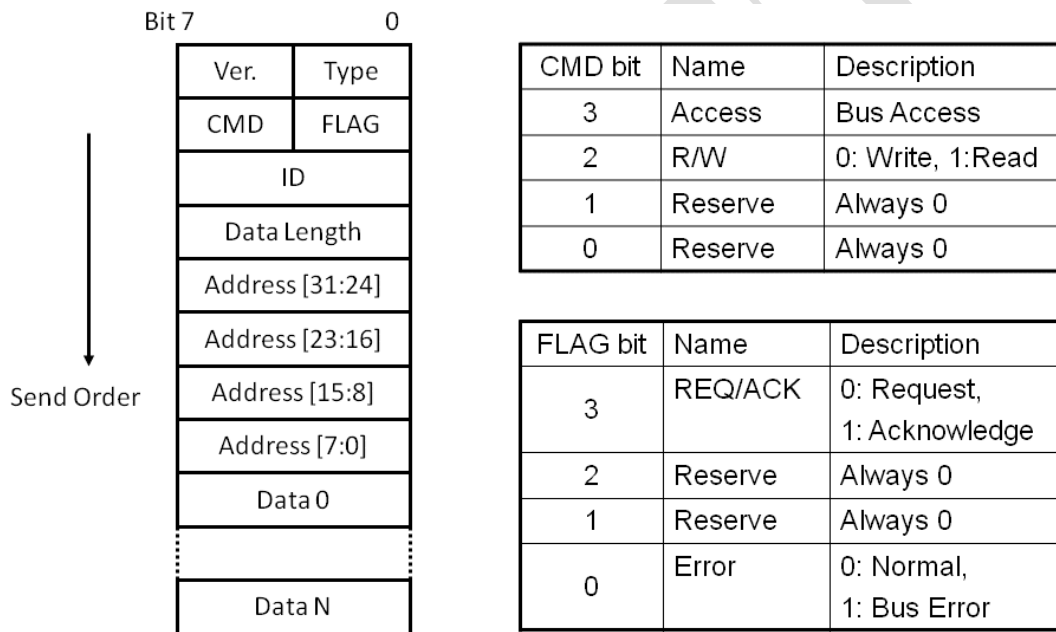 Bit 7 0
Ver. Type
CMD FLAG
ID
Data Length
Address [31:24]
Address [23:16]
Address [15:8]
Address [7:0]
Data 0
Data N
Send Order
CMD bit Name Description
3 Access Bus Access
2 R/W 0: Write, 1:Read
1 Reserve Always 0
0 Reserve Always 0
FLAG bit Name Description
3 REQ/ACK 0: Request,
1: Acknowledge
2 Reserve Always 0
1 Reserve Always 0
0 Error 0: Normal,
1: Bus Error